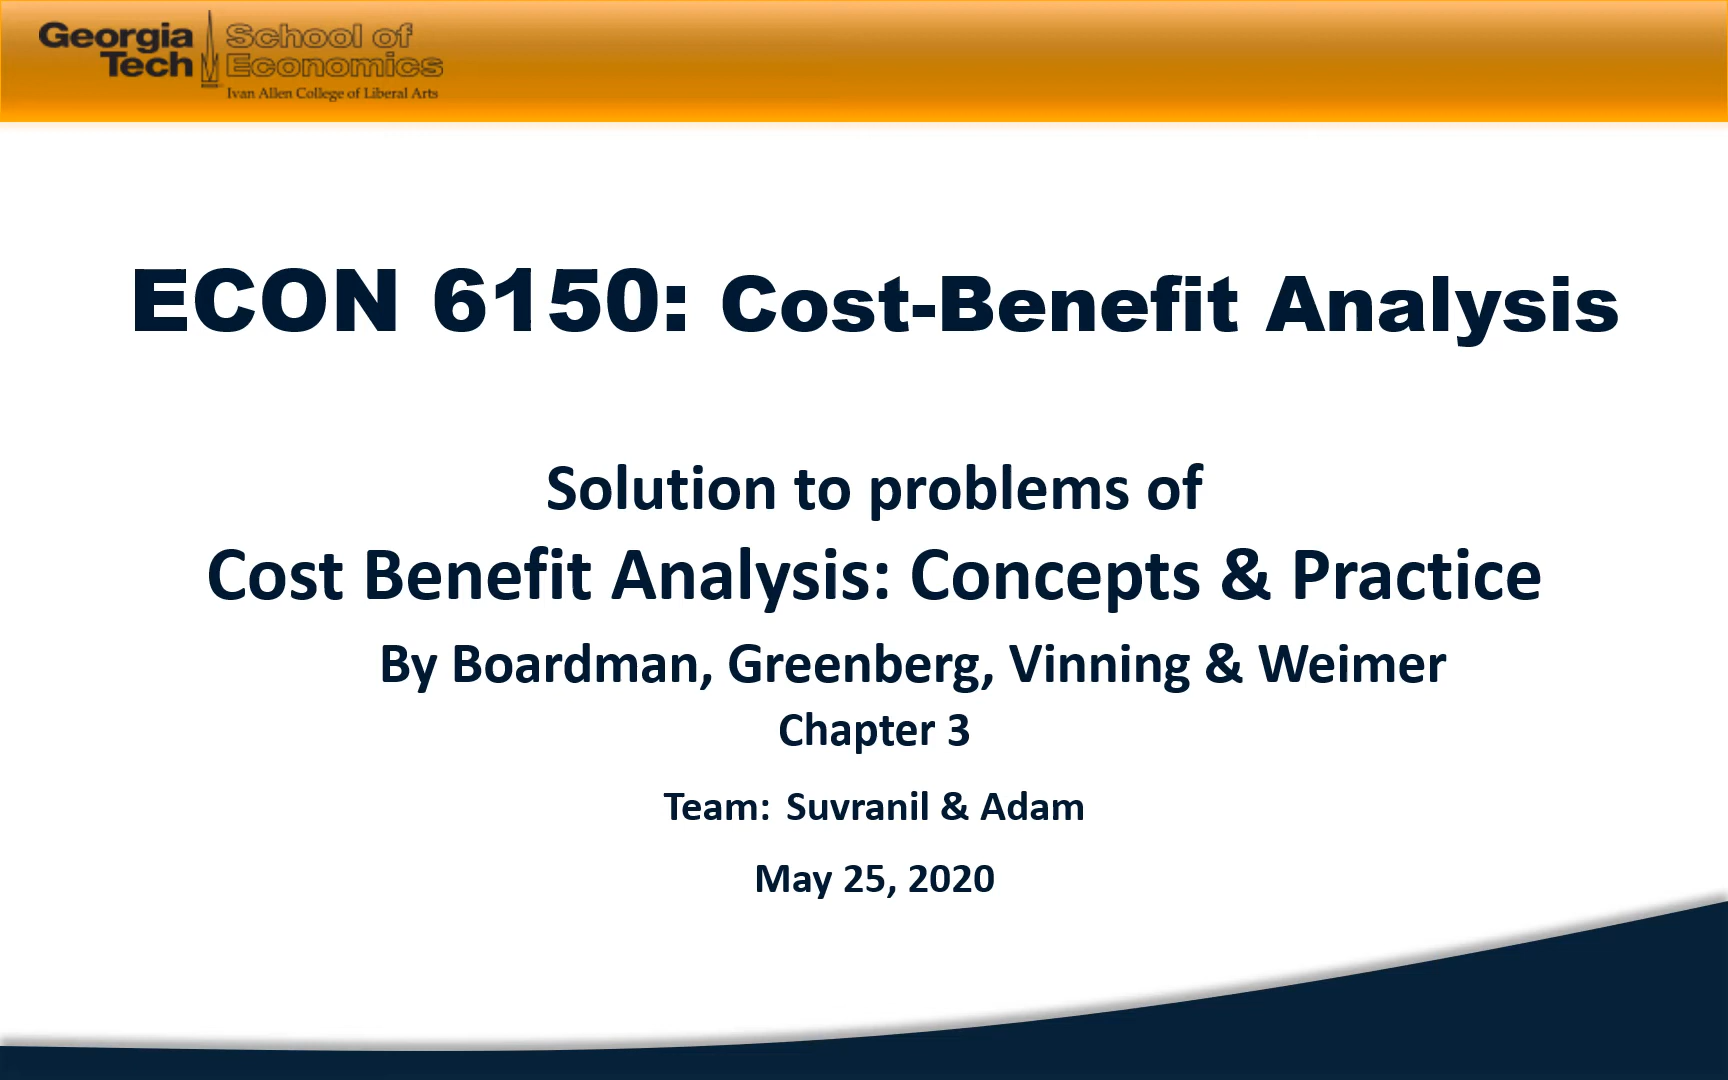 Georgia Tech
School of Economics
Ivan Allen College of Liberal Arts
ECON 6150: Cost-Benefit Analysis
Solution to problems of
Cost Benefit Analysis: Concepts & Practice
By Boardman, Greenberg, Vinning & Weimer
Chapter 3
Team: Suvranil & Adam
May 25, 2020